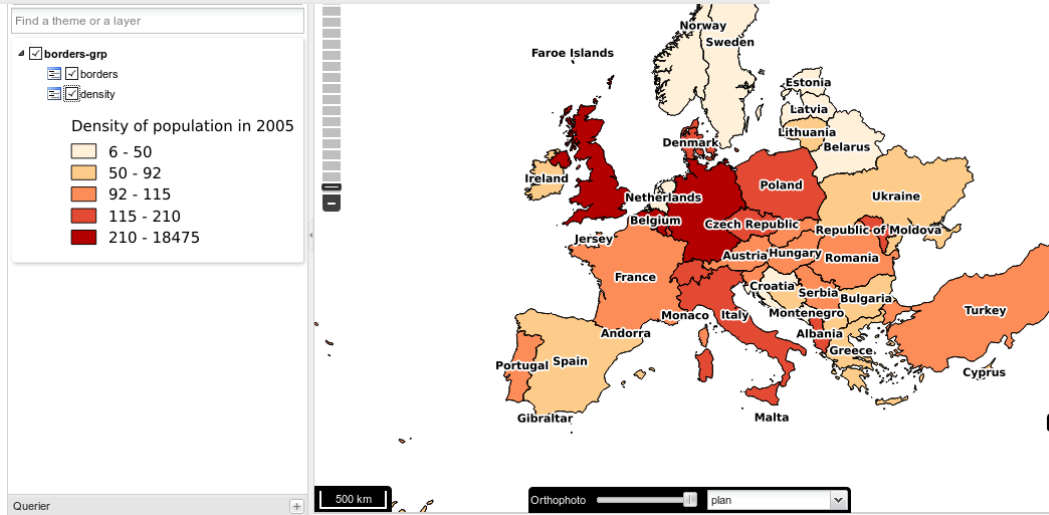 Find a theme or a layer
borders-grp
borders
density
Density of population in 2005
6 - 50
50 - 92
92 - 115
115 - 210
210 - 18475
Querier
Norway
Sweden
Faroe Islands
Estonia
Latvia
Lithuania
Denmark
Belarus
Ireland
Poland
Netherlands
Ukraine
Belgium
Czech Republic
Republic of Moldova
Jersey
Austria
Hungary
Romania
France
Croatia
Serbia
Bulgaria
Monaco
Italy
Montenegro
Turkey
Andorra
Albania
Greece
Portugal
Spain
Cyprus
Gibraltar
Malta
500 km
Orthophoto
plan